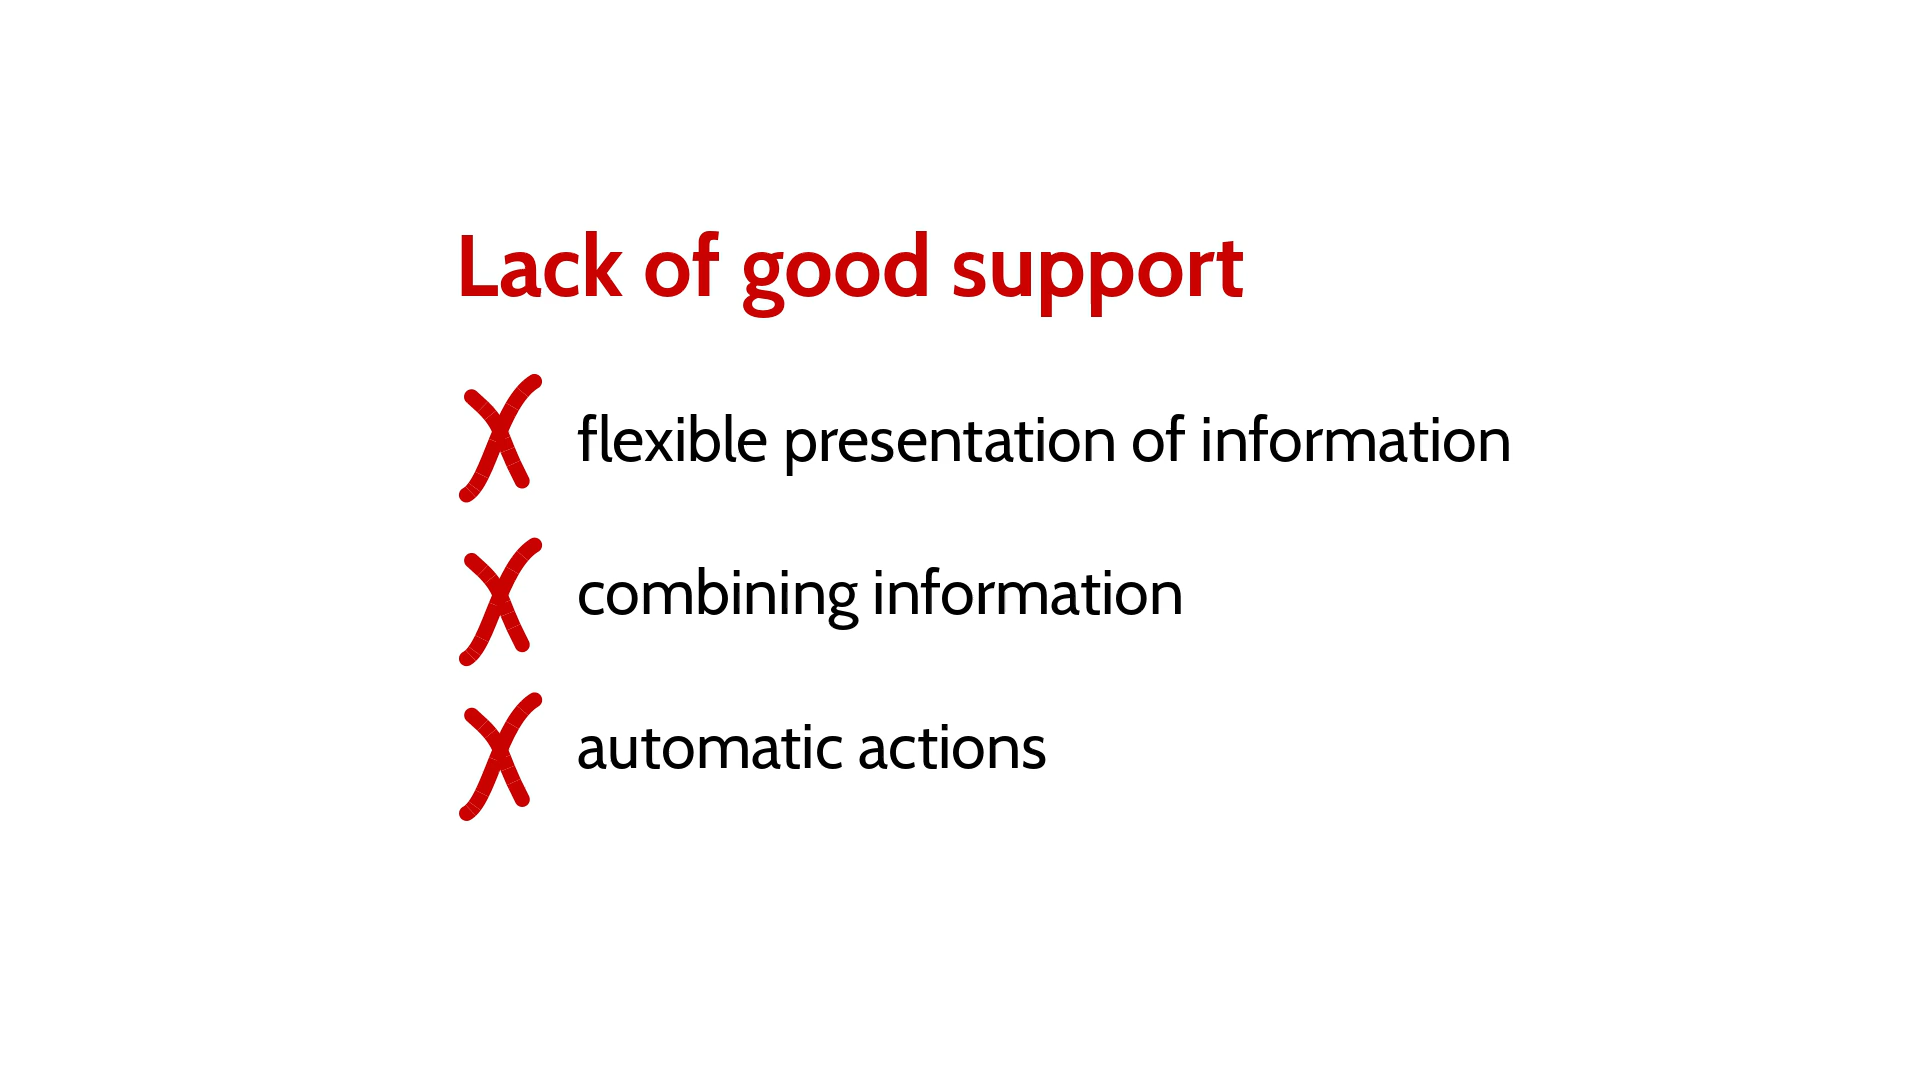 Lack of good support
flexible presentation of information
combining information
automatic actions